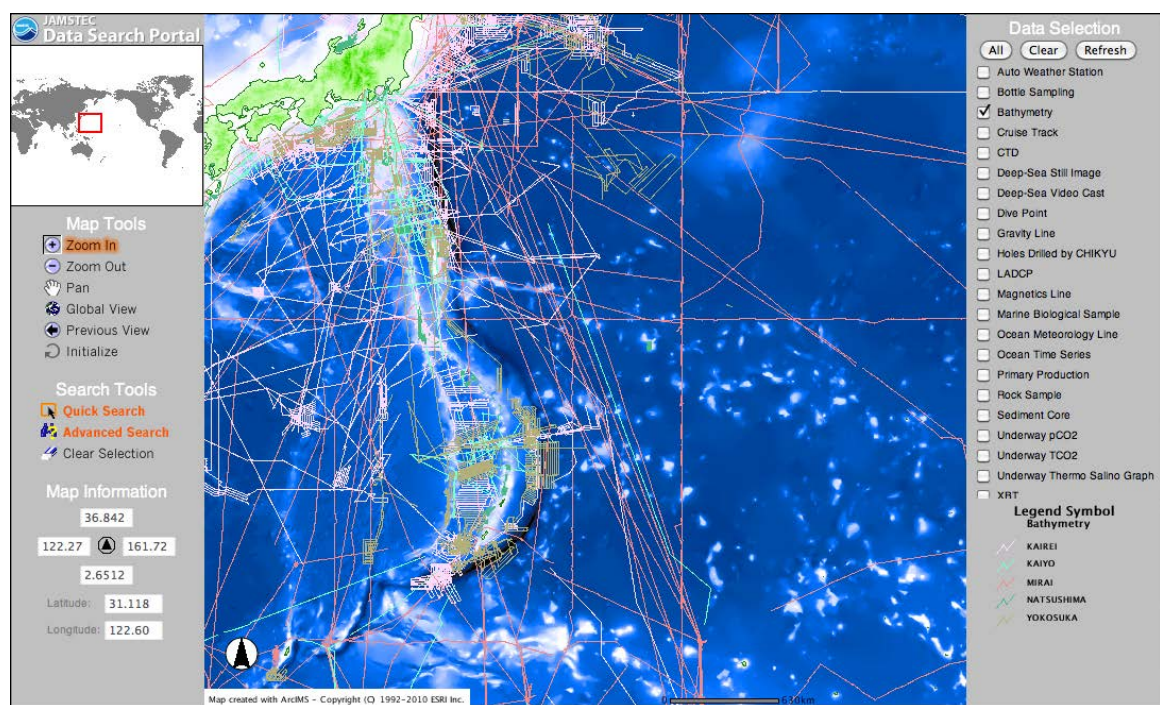 JAMSTEC
Data Search Portal
Map Tools
Zoom In
Zoom Out
Pan
Global View
Previous View
Initialize
Search Tools
Quick Search
Advanced Search
Clear Selection
Map Information
36.842
122.27 161.72
2.6512
Latitude: 31.118
Longitude: 122.60
Map created with ArcIMS - Copyright (C) 1992-2010 ESRI Inc.
0 630km
Data Selection
All Clear Refresh
Auto Weather Station
Bottle Sampling
Bathymetry
Cruise Track
CTD
Deep-Sea Still Image
Deep-Sea Video Cast
Dive Point
Gravity Line
Holes Drilled by CHIKYU
LADCP
Magnetics Line
Marine Biological Sample
Ocean Meteorology Line
Ocean Time Series
Primary Production
Rock Sample
Sediment Core
Underway pCO2
Underway TCO2
Underway Thermo Salino Graph
XBT
Legend Symbol
Bathymetry
KAIREI
KAIYO
MIRAI
NATSUSHIMA
YOKOSUKA